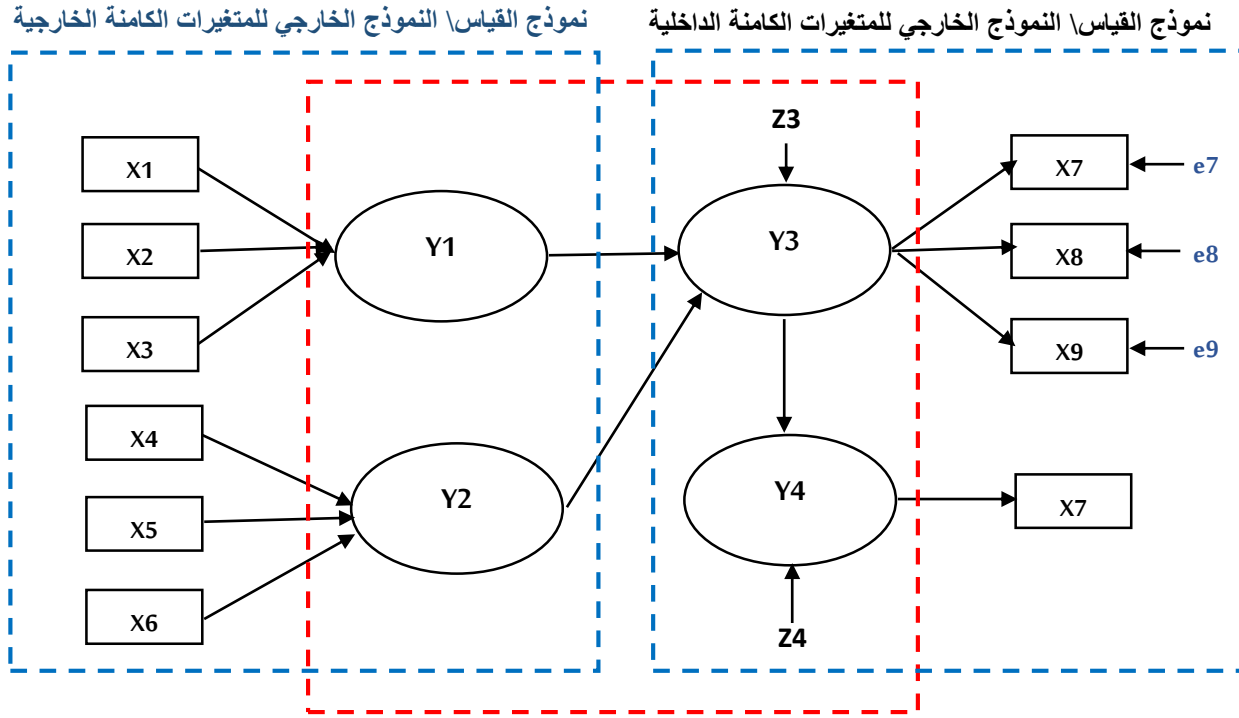 نموذج القياس\ النموذج الخارجي للمتغيرات الكامنة الداخلية
نموذج القياس\ النموذج الخارجي للمتغيرات الكامنة الخارجية
Z3
X1
X7
e7
X2
Y1
Y3
X8
e8
X3
X9
e9
X4
Y2
Y4
X7
X5
X6
Z4